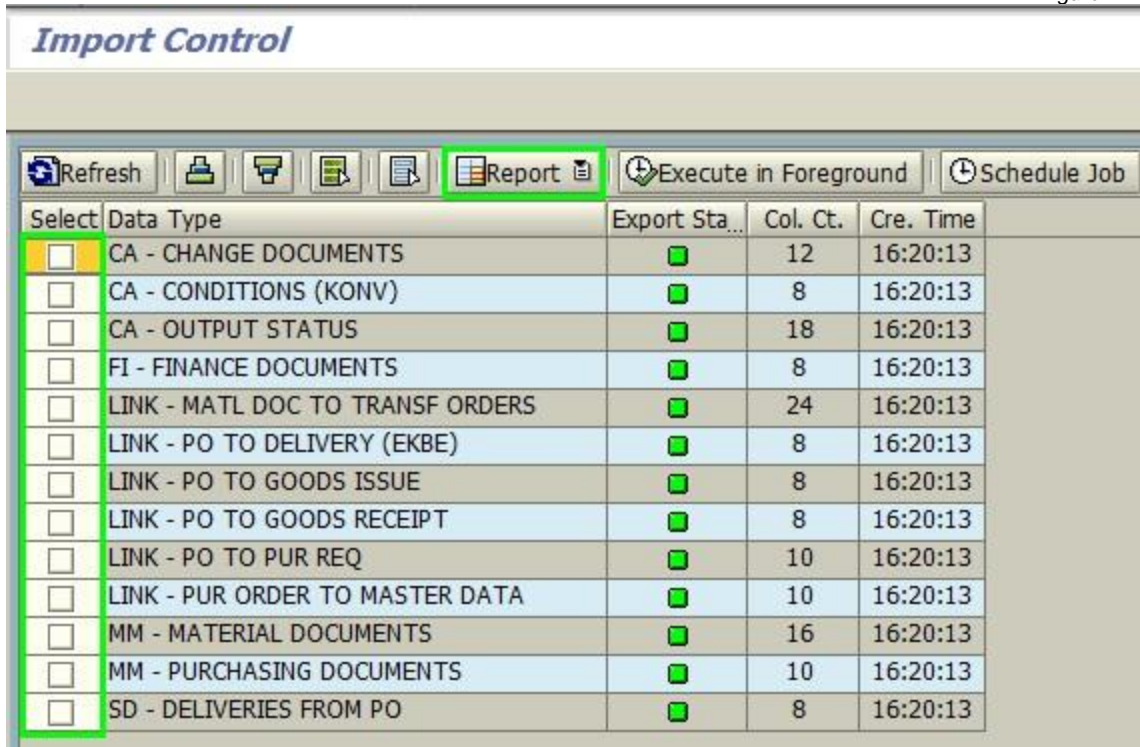 Import Control
Refresh Report Execute in Foreground Schedule Job
Select Data Type Export Sta... Col. Ct. Cre. Time
CA - CHANGE DOCUMENTS 12 16:20:13
CA - CONDITIONS (KONV) 8 16:20:13
CA - OUTPUT STATUS 18 16:20:13
FI - FINANCE DOCUMENTS 8 16:20:13
LINK - MATL DOC TO TRANSF ORDERS 24 16:20:13
LINK - PO TO DELIVERY (EKBE) 8 16:20:13
LINK - PO TO GOODS ISSUE 8 16:20:13
LINK - PO TO GOODS RECEIPT 8 16:20:13
LINK - PO TO PUR REQ 10 16:20:13
LINK - PUR ORDER TO MASTER DATA 10 16:20:13
MM - MATERIAL DOCUMENTS 16 16:20:13
MM - PURCHASING DOCUMENTS 10 16:20:13
SD - DELIVERIES FROM PO 8 16:20:13